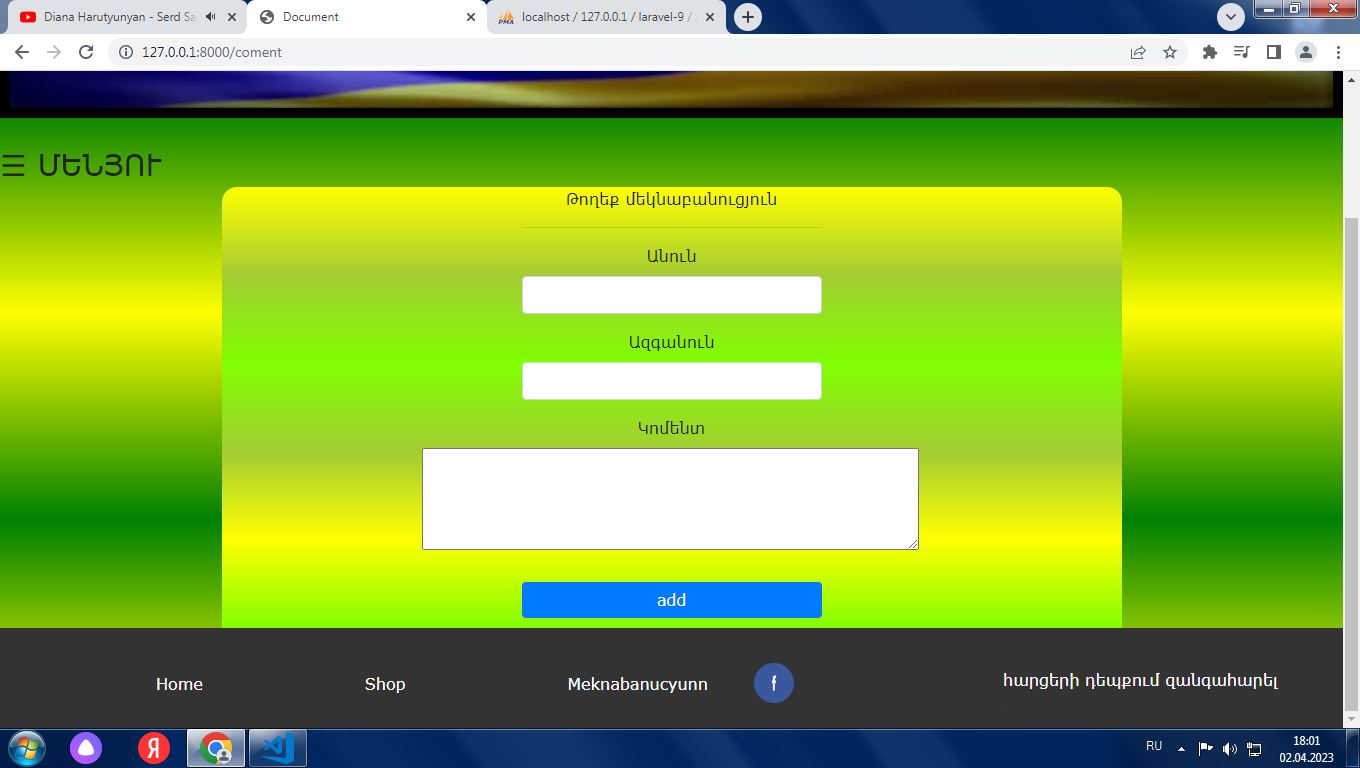 Diana Harutyunyan - Serd Sa
Document
localhost / 127.0.0.1 / laravel-9 /
127.0.0.1:8000/coment
☰ ՄԵՆՅՈՒ
Թողեք մեկնաբանուցյուն
Անուն
Ազգանուն
Կոմենտ
add
Home
Shop
Meknabanucyunn
f
հարցերի դեպքում զանգահարել
Я
RU
18:01
02.04.2023